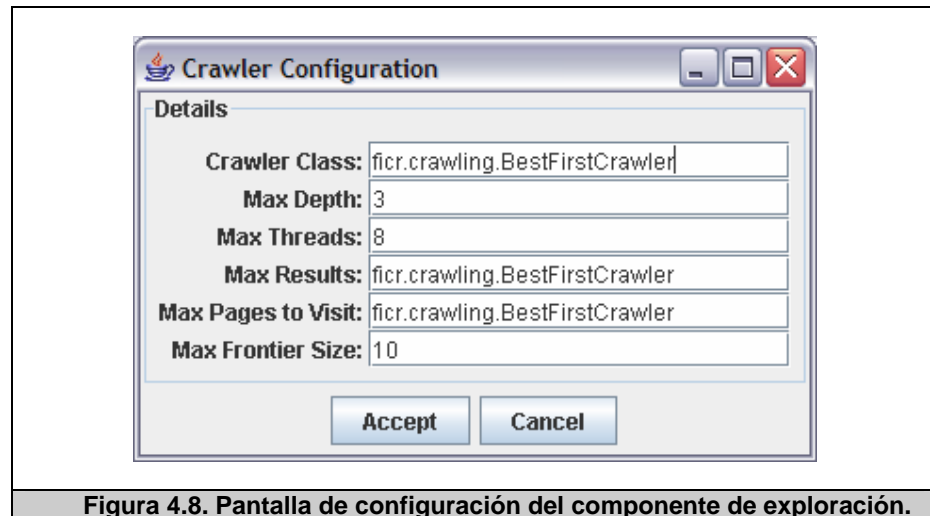 Crawler Configuration
Details
Crawler Class: ficr.crawling.BestFirstCrawler
Max Depth: 3
Max Threads: 8
Max Results: ficr.crawling.BestFirstCrawler
Max Pages to Visit: ficr.crawling.BestFirstCrawler
Max Frontier Size: 10
Accept Cancel
Figura 4.8. Pantalla de configuración del componente de exploración.